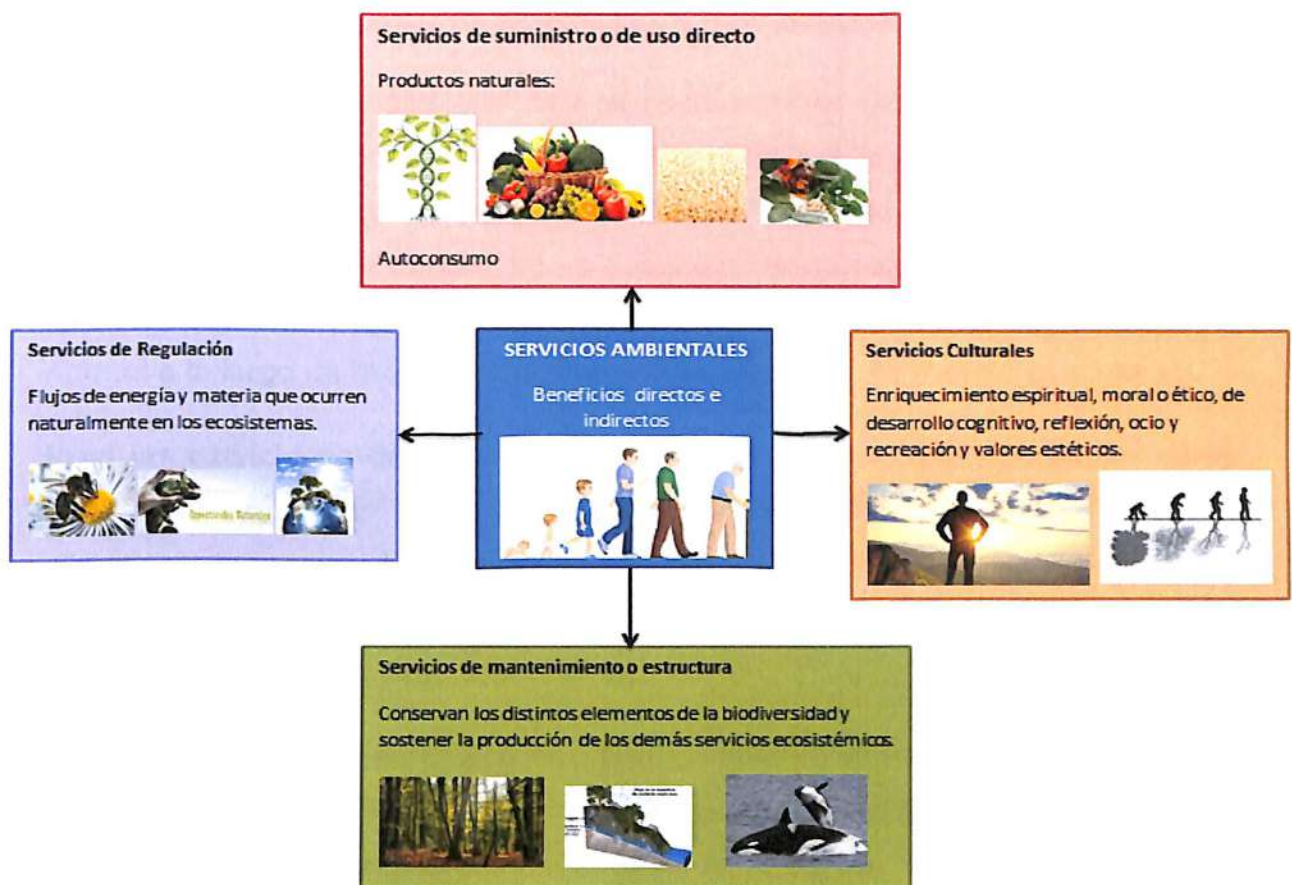 Servicios de suministro o de uso directo
Productos naturales:
Autoconsumo
Servicios de Regulación
Flujos de energía y materia que ocurren
naturalmente en los ecosistemas.
SERVICIOS AMBIENTALES
Beneficios directos e
indirectos
Servicios Culturales
Enriquecimiento espiritual, moral o ético, de
desarrollo cognitivo, reflexión, ocio y
recreación y valores estéticos.
Servicios de mantenimiento o estructura
Conservan los distintos elementos de la biodiversidad y
sostener la producción de los demás servicios ecosistémicos.